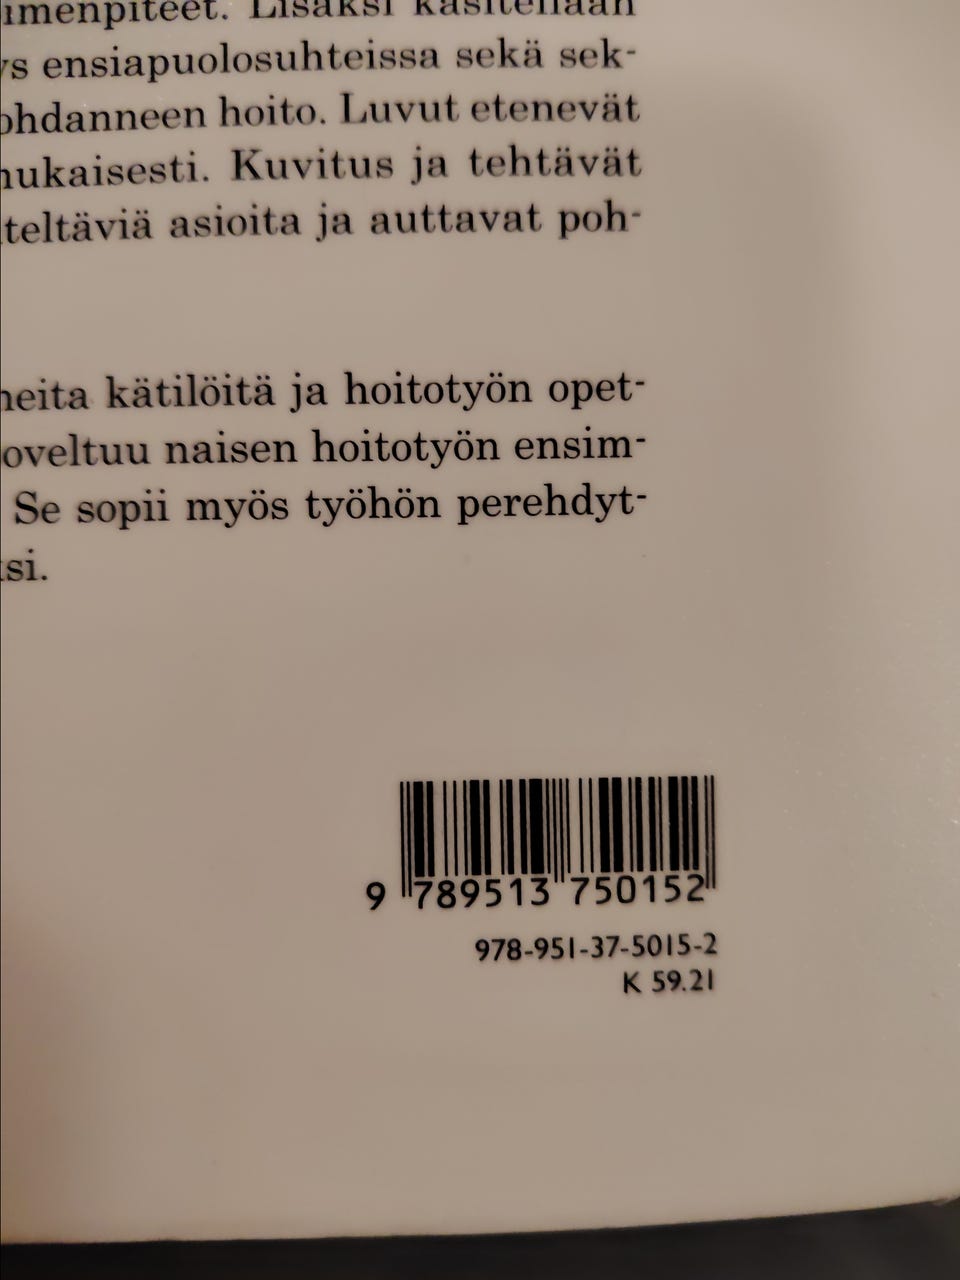 imenpiteet. Lisäksi käsitellään
ys ensiapuolosuhteissa sekä sek-
ohdanneen hoito. Luvut etenevät
nukaisesti. Kuvitus ja tehtävät
teltäviä asioita ja auttavat poh-
neita kätilöitä ja hoitotyön opet-
oveltuu naisen hoitotyön ensim-
Se sopii myös työhön perehdyt-
si.
9 789513 750152
978-951-37-5015-2
K 59.21